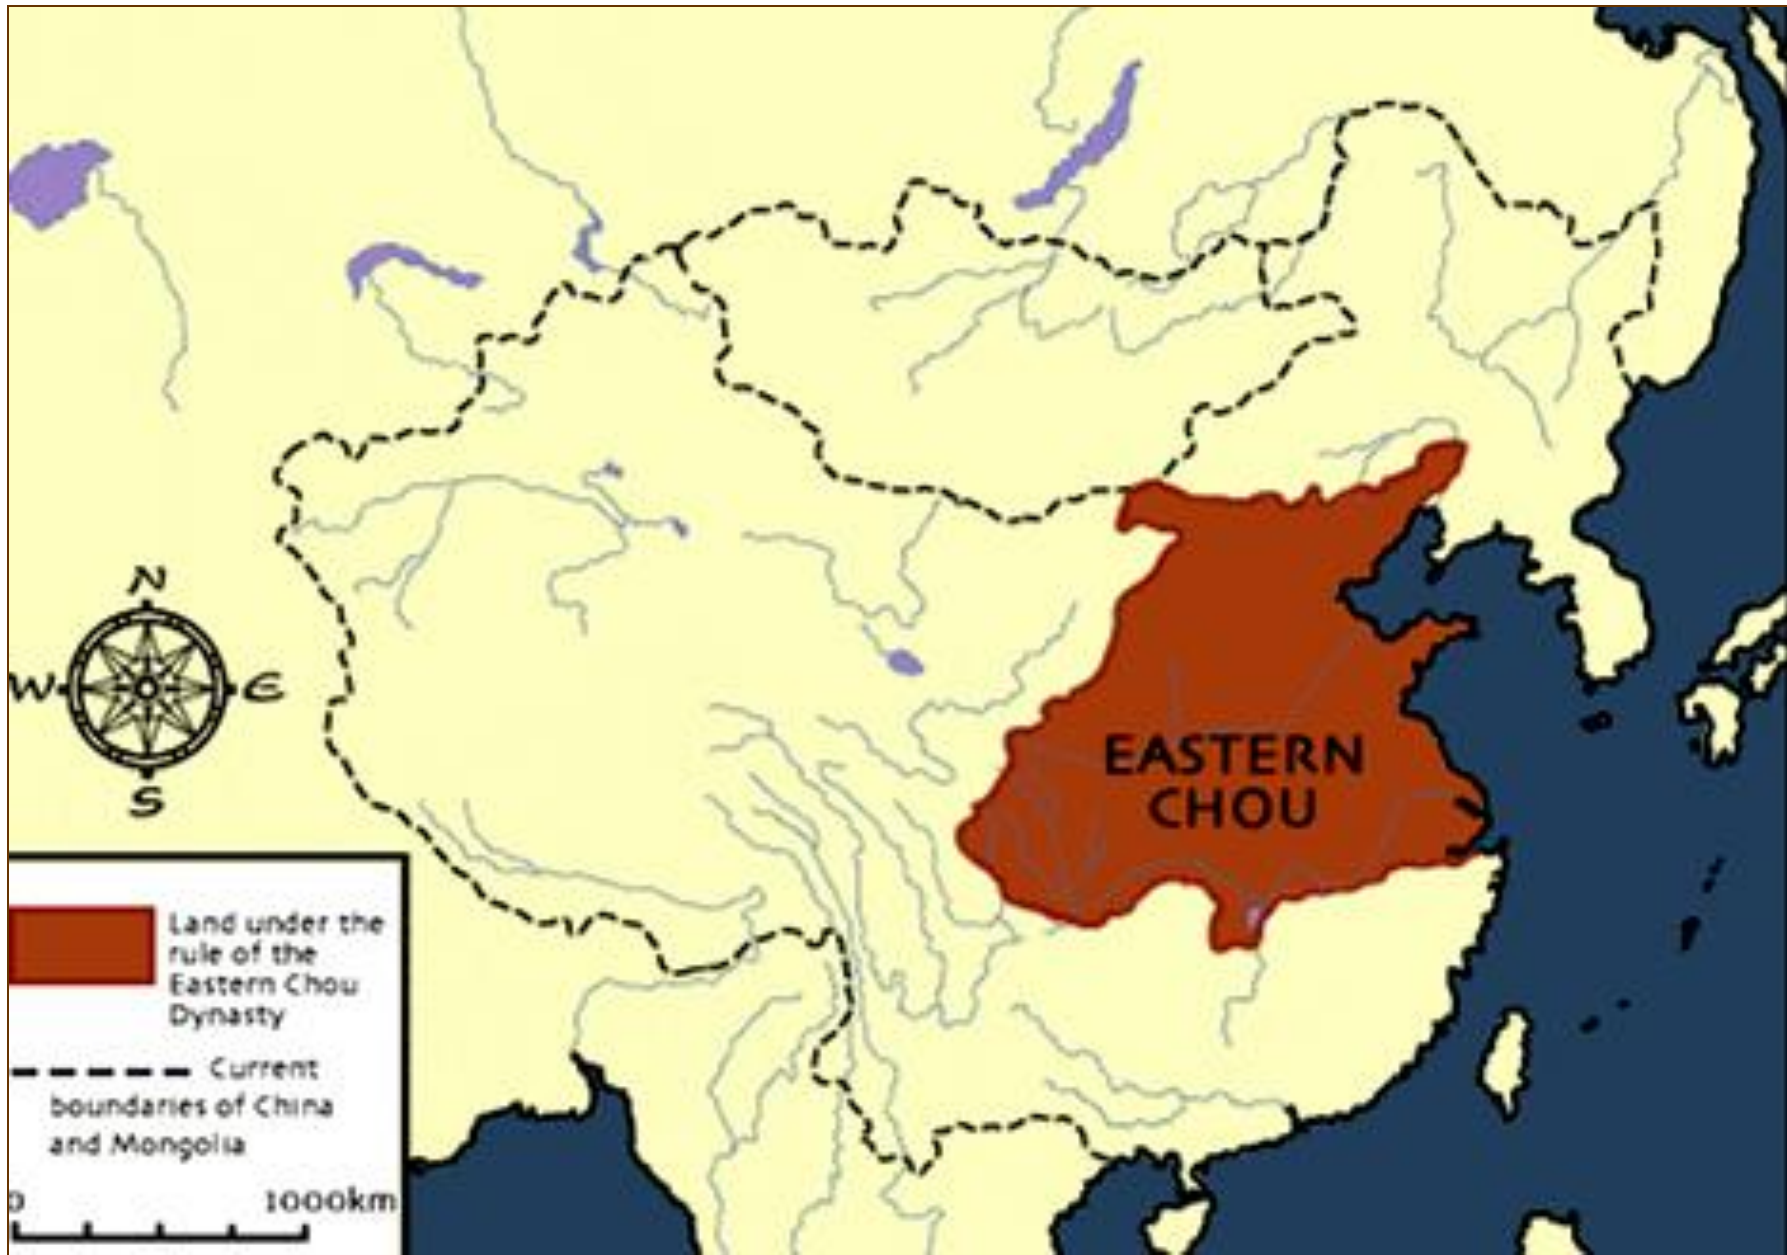 N
W
E
S
EASTERN
CHOU
Land under the
rule of the
Eastern Chou
Dynasty
Current
boundaries of China
and Mongolia
0
1000km